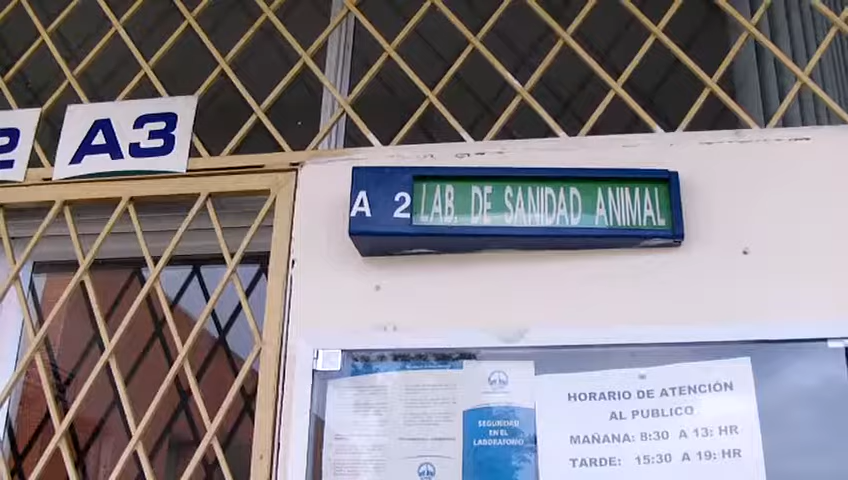 2
A3
A 2 LAB. DE SANIDAD ANIMAL
SEGURIDAD
EN EL
LABORATORIO
HORARIO DE ATENCIÓN
AL PUBLICO
MAÑANA: 8:30 A 13 HR
TARDE: 15:30 A 19 HR